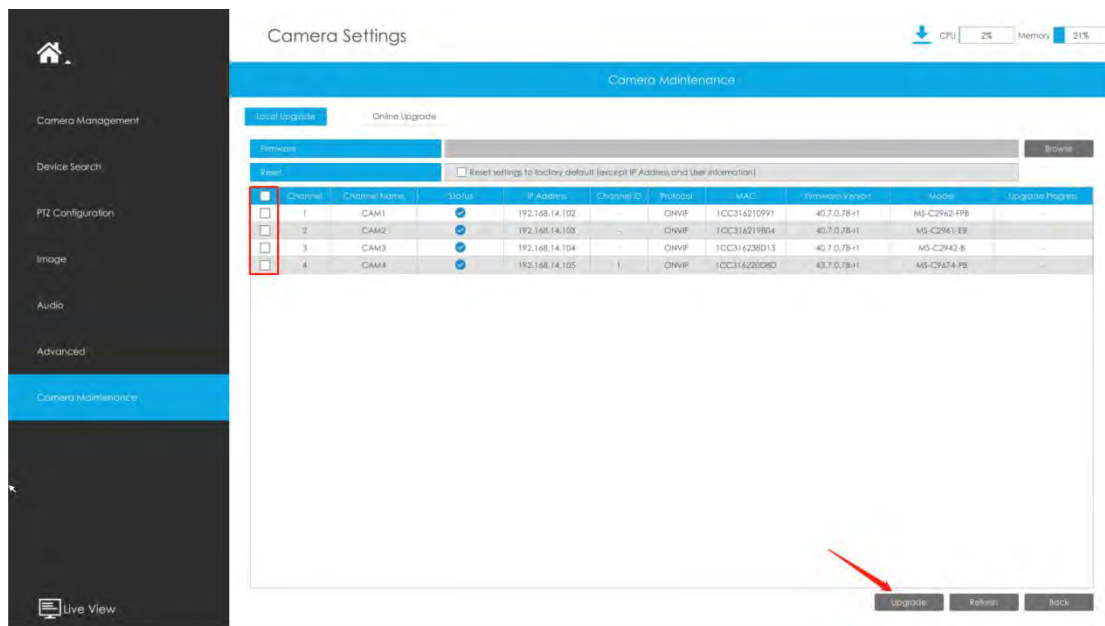 Camera Settings
CPU 2% Memory 21%
Camera Maintenance
Camera Management
Device Search
PTZ Configuration
Image
Audio
Advanced
Camera Maintenance
Live View
Local Upgrade Online Upgrade
Firmware Browse
Reset Reset settings to factory default (except IP Address and User Information)
Channel Channel Name Status IP Address Channel ID Protocol MAC Firmware Version Model Upgrade Progress
1 CAM1 192.168.14.102 - ONVIF 1CC316210991 40.7.0.78-r1 MS-C2962-FPB -
2 CAM2 192.168.14.103 - ONVIF 1CC316219804 40.7.0.78-r1 MS-C2961-EB -
3 CAM3 192.168.14.104 - ONVIF 1CC316238D13 40.7.0.78-r1 MS-C2942-B -
4 CAM4 192.168.14.105 1 ONVIF 1CC316220D8D 43.7.0.78-r1 MS-C9674-PB -
Upgrade Refresh Back